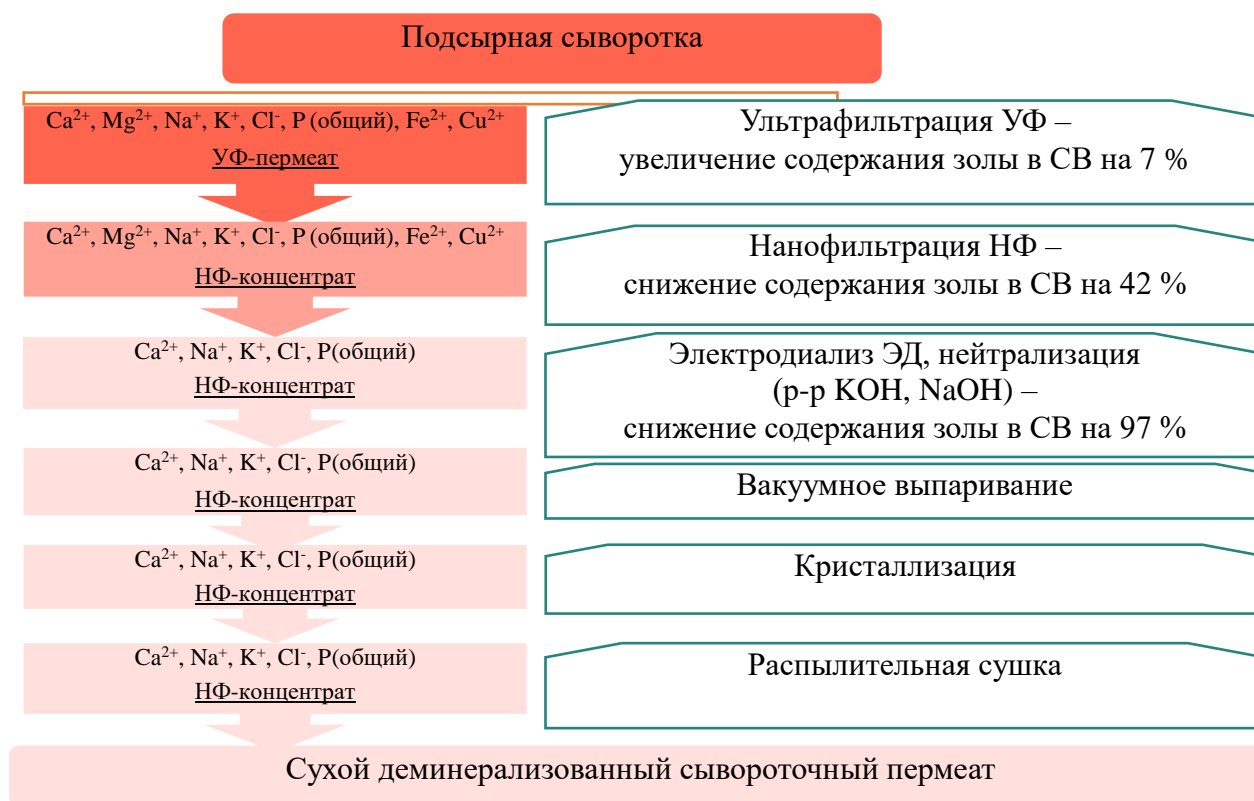 Подсырная сыворотка
Ca²⁺, Mg²⁺, Na⁺, K⁺, Cl⁻, P (общий), Fe²⁺, Cu²⁺
УФ-пермеат
Ультрафильтрация УФ –
увеличение содержания золы в СВ на 7 %
Ca²⁺, Mg²⁺, Na⁺, K⁺, Cl⁻, P (общий), Fe²⁺, Cu²⁺
НФ-концентрат
Нанофильтрация НФ –
снижение содержания золы в СВ на 42 %
Ca²⁺, Na⁺, K⁺, Cl⁻, P(общий)
НФ-концентрат
Электродиализ ЭД, нейтрализация
(р-р KOH, NaOH) –
снижение содержания золы в СВ на 97 %
Ca²⁺, Na⁺, K⁺, Cl⁻, P(общий)
НФ-концентрат
Вакуумное выпаривание
Ca²⁺, Na⁺, K⁺, Cl⁻, P(общий)
НФ-концентрат
Кристаллизация
Ca²⁺, Na⁺, K⁺, Cl⁻, P(общий)
НФ-концентрат
Распылительная сушка
Сухой деминерализованный сывороточный пермеат